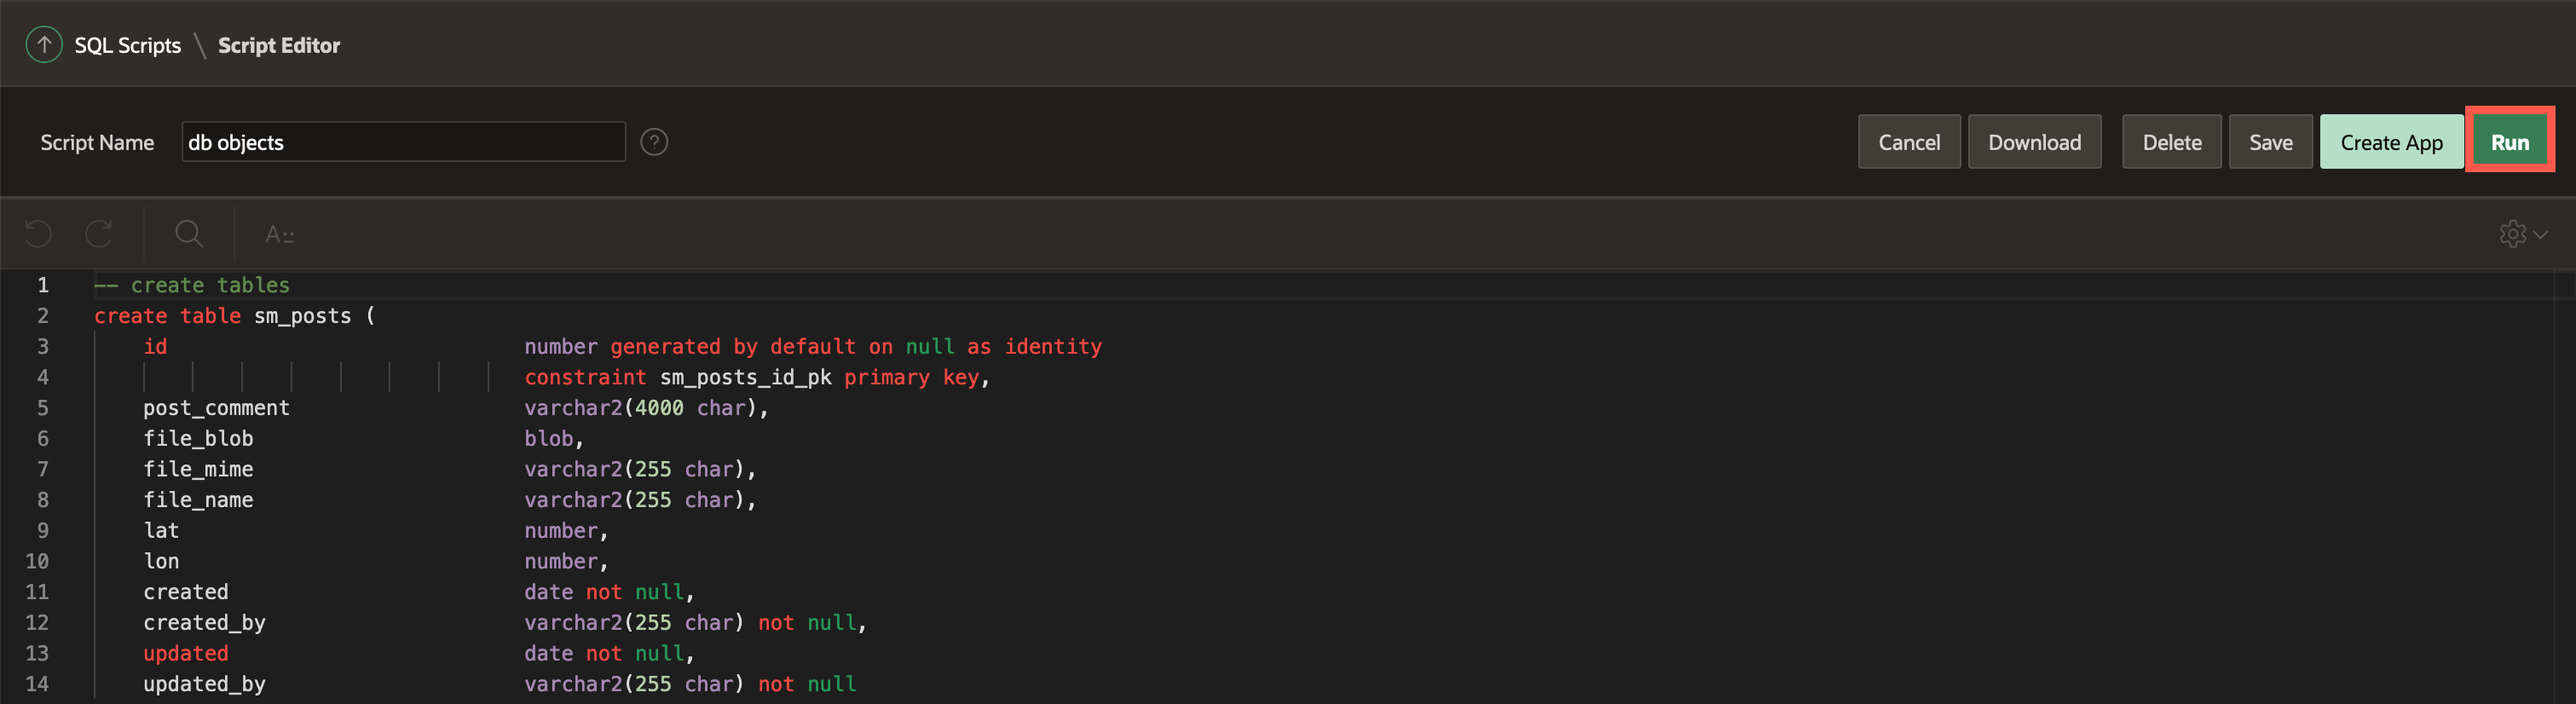 SQL Scripts \ Script Editor
Script Name db objects ? Cancel Download Delete Save Create App Run
A::
1 -- create tables
2 create table sm_posts (
3 id number generated by default on null as identity
4 constraint sm_posts_id_pk primary key,
5 post_comment varchar2(4000 char),
6 file_blob blob,
7 file_mime varchar2(255 char),
8 file_name varchar2(255 char),
9 lat number,
10 lon number,
11 created date not null,
12 created_by varchar2(255 char) not null,
13 updated date not null,
14 updated_by varchar2(255 char) not null